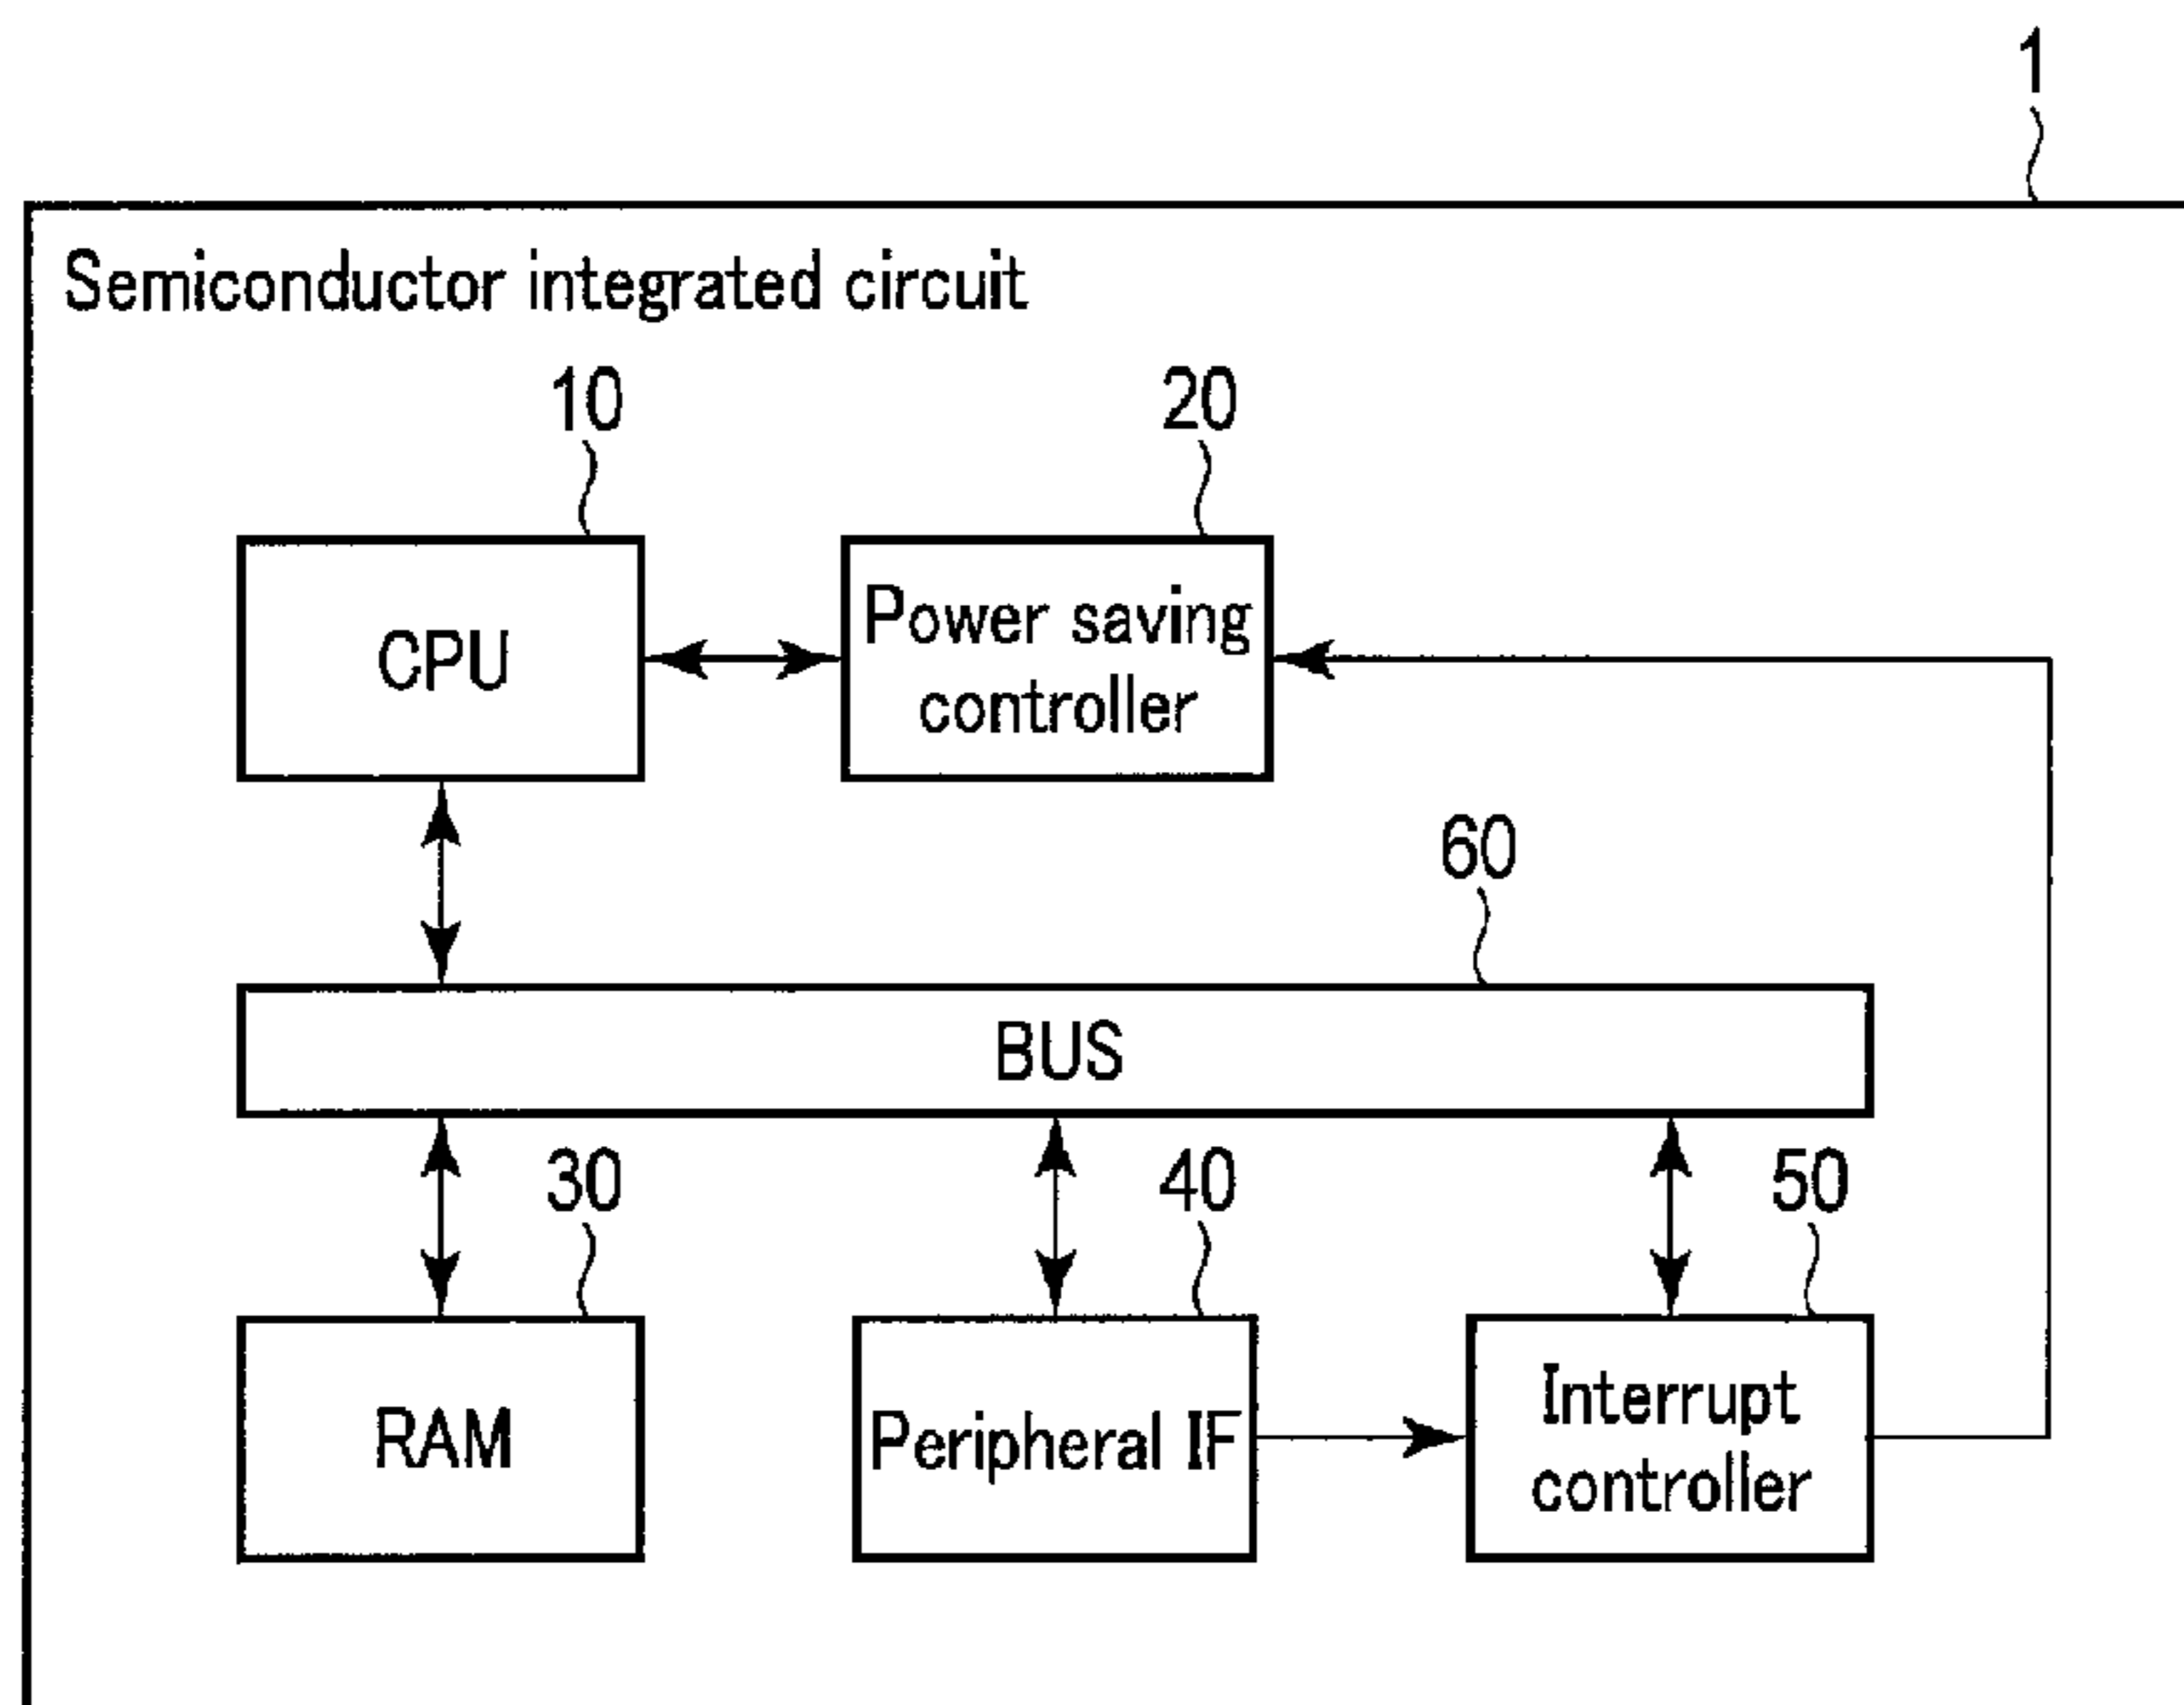 1
Semiconductor integrated circuit
10
20
CPU
Power saving
controller
60
BUS
30
40
50
RAM
Peripheral IF
Interrupt
controller